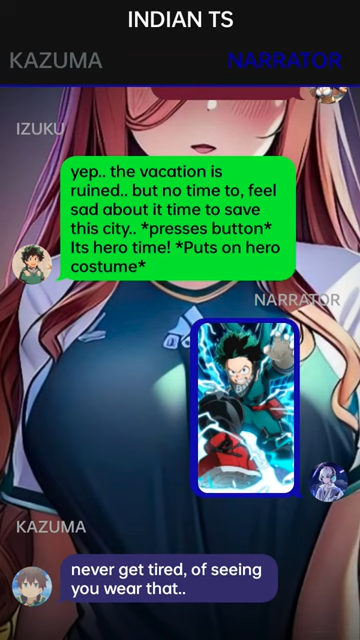 INDIAN TS
KAZUMA
NARRATOR
IZUKU
yep.. the vacation is
ruined.. but no time to, feel
sad about it time to save
this city.. *presses button*
Its hero time! *Puts on hero
costume*
NARRATOR
KAZUMA
never get tired, of seeing
you wear that..